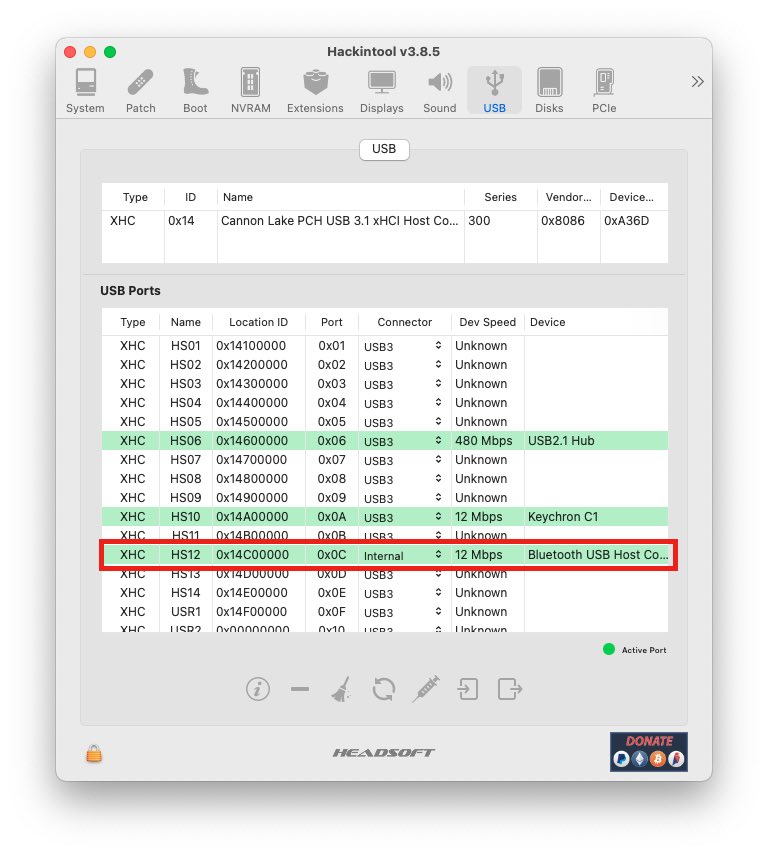 Hackintool v3.8.5
System Patch Boot NVRAM Extensions Displays Sound USB Disks PCIe
USB
Type ID Name Series Vendor... Device...
XHC 0x14 Cannon Lake PCH USB 3.1 xHCI Host Co... 300 0x8086 0xA36D
USB Ports
Type Name Location ID Port Connector Dev Speed Device
XHC HS01 0x14100000 0x01 USB3 Unknown
XHC HS02 0x14200000 0x02 USB3 Unknown
XHC HS03 0x14300000 0x03 USB3 Unknown
XHC HS04 0x14400000 0x04 USB3 Unknown
XHC HS05 0x14500000 0x05 USB3 Unknown
XHC HS06 0x14600000 0x06 USB3 480 Mbps USB2.1 Hub
XHC HS07 0x14700000 0x07 USB3 Unknown
XHC HS08 0x14800000 0x08 USB3 Unknown
XHC HS09 0x14900000 0x09 USB3 Unknown
XHC HS10 0x14A00000 0x0A USB3 12 Mbps Keychron C1
XHC HS11 0x14B00000 0x0B USB3 Unknown
XHC HS12 0x14C00000 0x0C Internal 12 Mbps Bluetooth USB Host Co...
XHC HS13 0x14D00000 0x0D USB3 Unknown
XHC HS14 0x14E00000 0x0E USB3 Unknown
XHC USR1 0x14F00000 0x0F USB3 Unknown
XHC USR2 0x00000000 0x10 USB3 Unknown
Active Port
HEADSOFT
DONATE